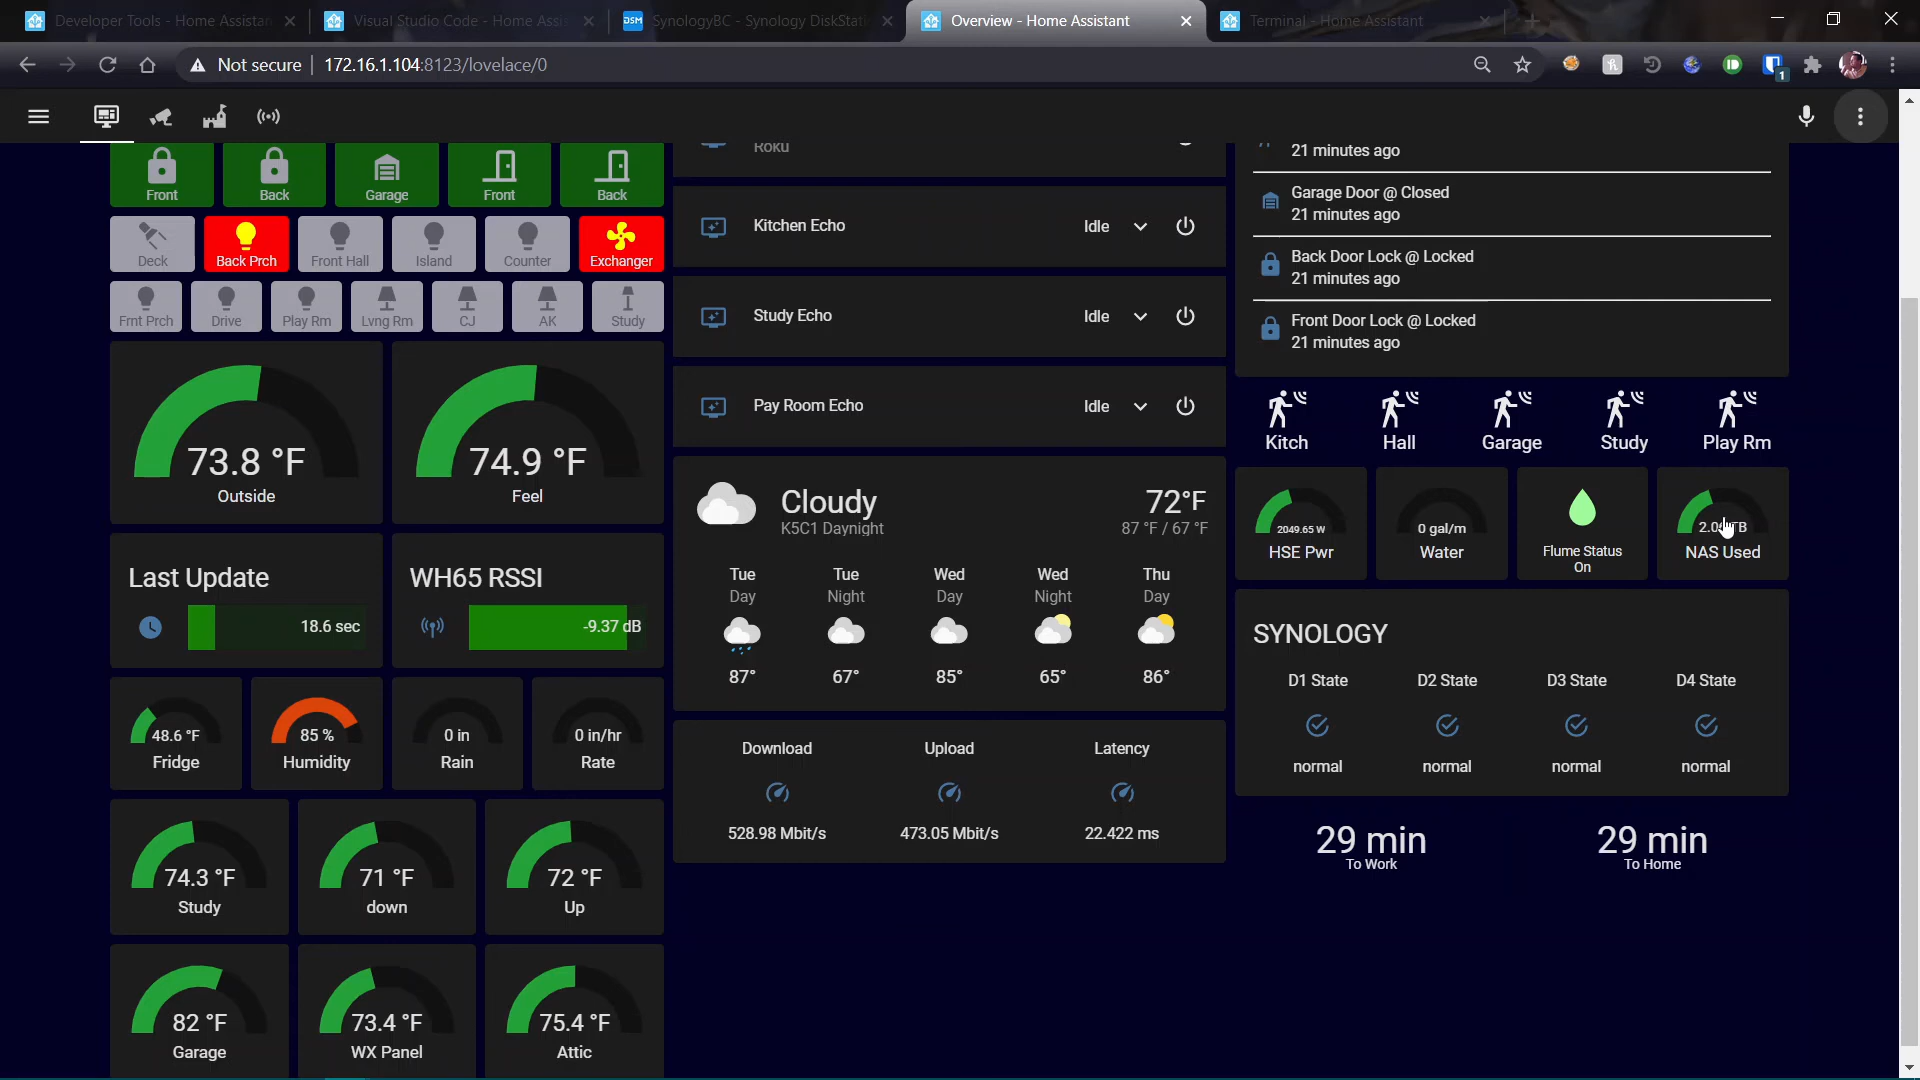 Developer Tools - Home Assistan
Visual Studio Code - Home Assis
DSM
SynologyBC - Synology DiskStati
Overview - Home Assistant
Terminal - Home Assistant
Not secure
172.16.1.104:8123/lovelace/0
1
Front
Back
Garage
Front
Back
Deck
Back Prch
Front Hall
Island
Counter
Exchanger
Frnt Prch
Drive
Play Rm
Lvng Rm
CJ
AK
Study
73.8 °F
Outside
74.9 °F
Feel
Last Update
18.6 sec
WH65 RSSI
-9.37 dB
48.6 °F
Fridge
85 %
Humidity
0 in
Rain
0 in/hr
Rate
74.3 °F
Study
71 °F
down
72 °F
Up
82 °F
Garage
73.4 °F
WX Panel
75.4 °F
Attic
Roku
Kitchen Echo
Idle
Study Echo
Idle
Pay Room Echo
Idle
Cloudy
K5C1 Daynight
72°F
87 °F / 67 °F
Tue
Day
87°
Tue
Night
67°
Wed
Day
85°
Wed
Night
65°
Thu
Day
86°
Download
528.98 Mbit/s
Upload
473.05 Mbit/s
Latency
22.422 ms
21 minutes ago
Garage Door @ Closed
21 minutes ago
Back Door Lock @ Locked
21 minutes ago
Front Door Lock @ Locked
21 minutes ago
Kitch
Hall
Garage
Study
Play Rm
2049.65 W
HSE Pwr
0 gal/m
Water
Flume Status
On
NAS Used
SYNOLOGY
D1 State
normal
D2 State
normal
D3 State
normal
D4 State
normal
29 min
To Work
29 min
To Home